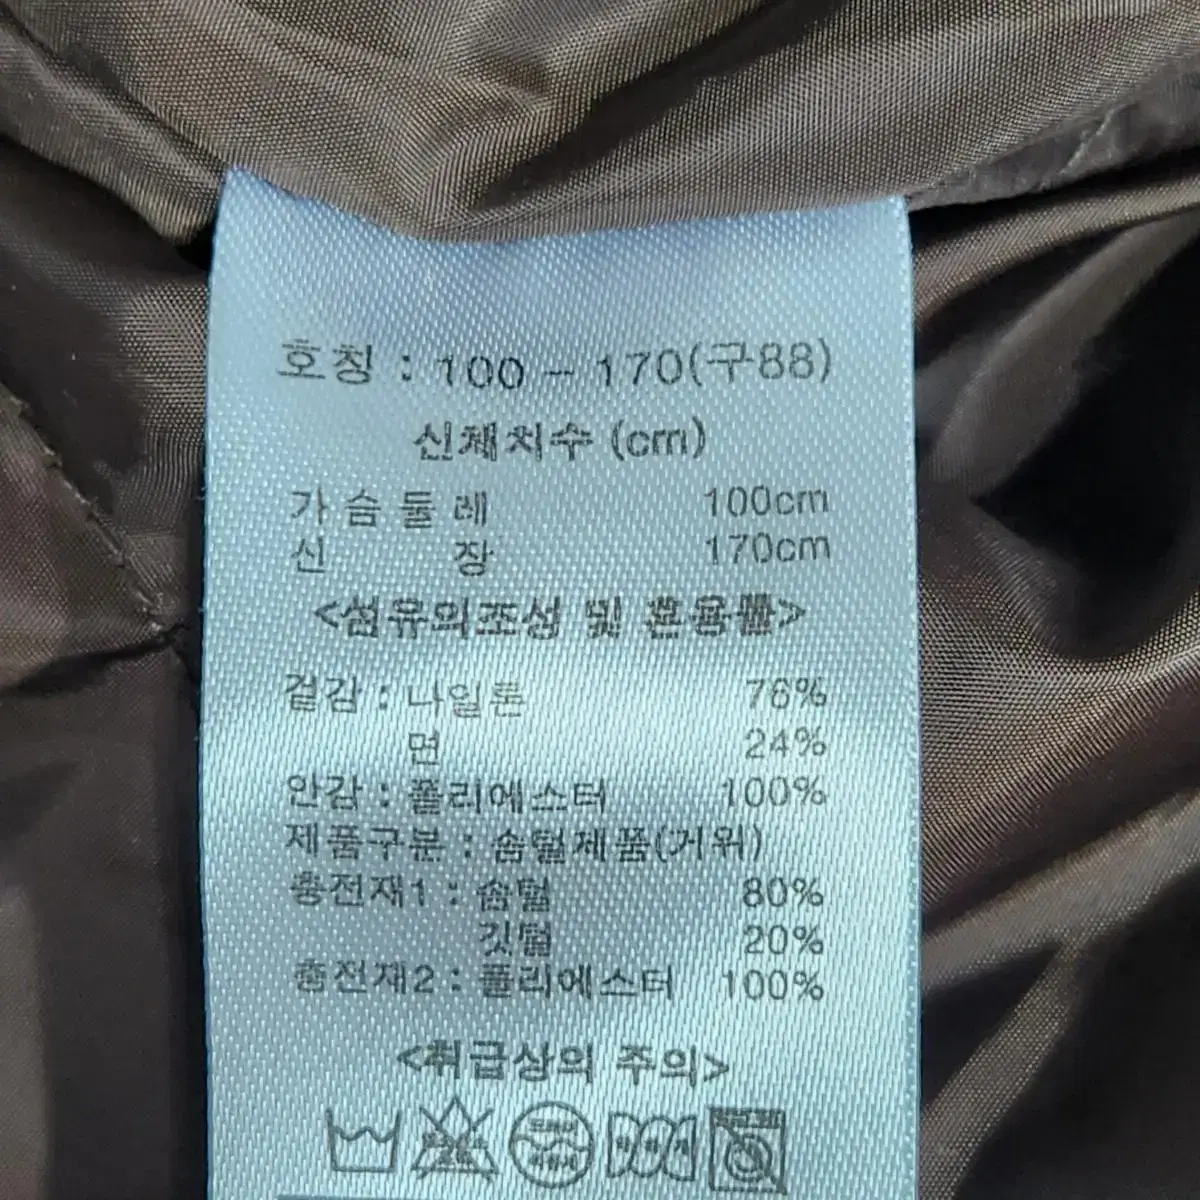 호칭 : 100 - 170(구88)
신체치수 (cm)
가슴둘레 100cm
신 장 170cm
<섬유의조성 및 혼용률>
겉감 : 나일론 76%
면 24%
안감 : 폴리에스터 100%
제품구분 : 솜털제품(거위)
충전재1 : 솜털 80%
깃털 20%
충전재2 : 폴리에스터 100%
<취급상의 주의>
드라이